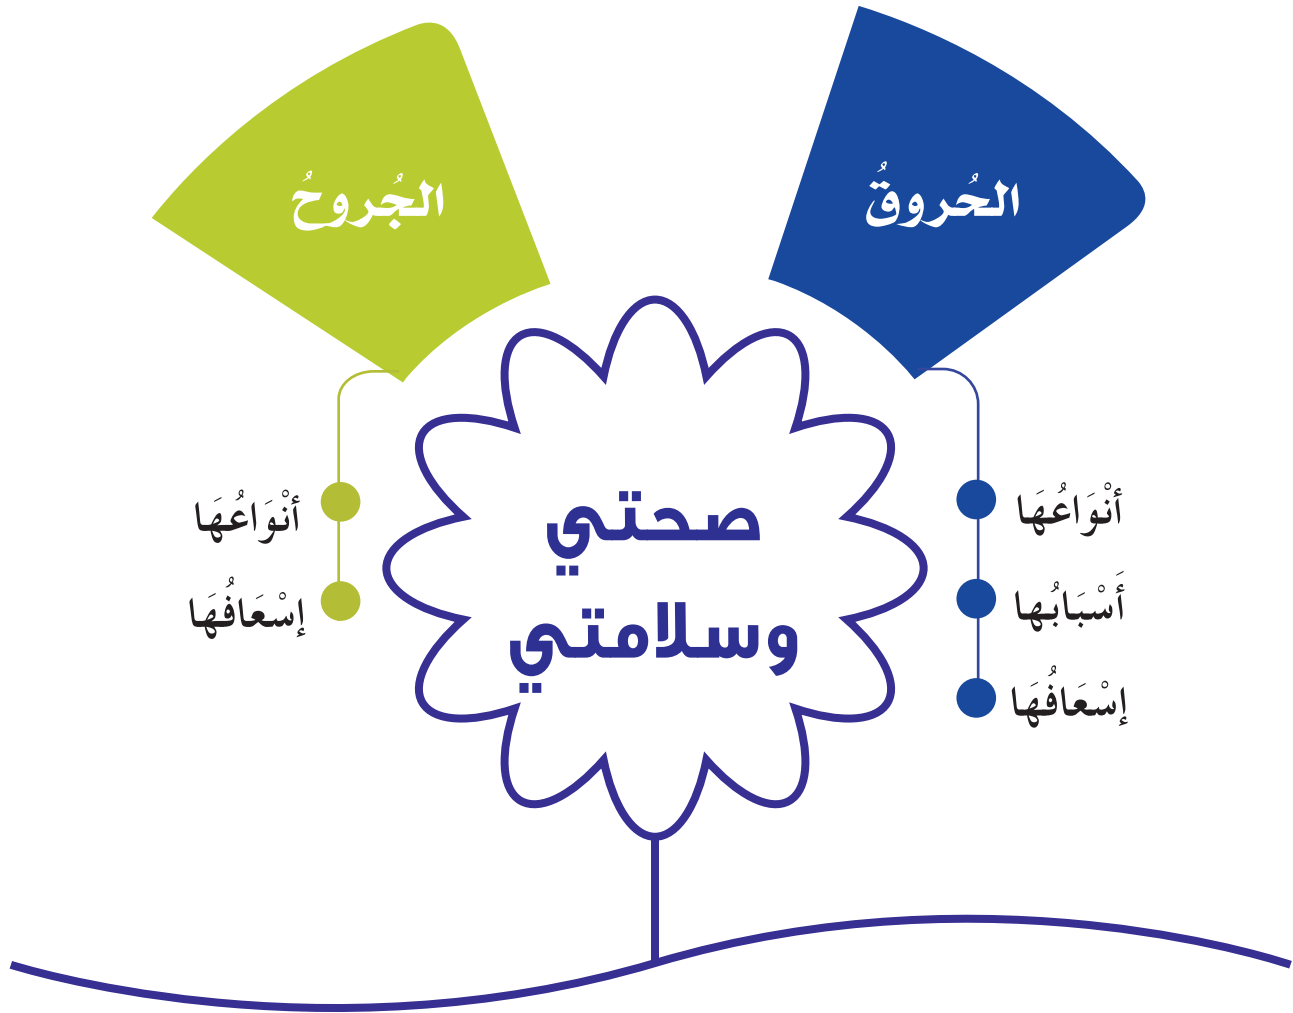 الحُروقُ
الجُروحُ
صحتي
وسلامتي
أنْوَاعُهَا
أَسْبَابُها
إسْعَافُهَا
أنْوَاعُهَا
إسْعَافُهَا